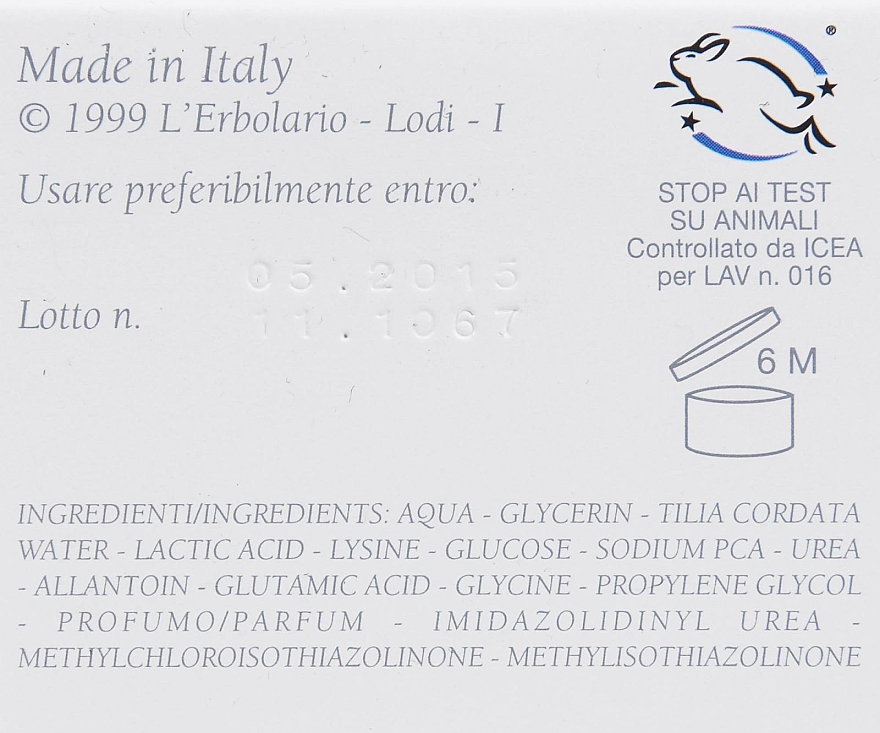 Made in Italy
© 1999 L'Erbolario - Lodi - I
Usare preferibilmente entro:
05.2015
Lotto n.
11.1067
®
STOP AI TEST
SU ANIMALI
Controllato da ICEA
per LAV n. 016
6 M
INGREDIENTI/INGREDIENTS: AQUA - GLYCERIN - TILIA CORDATA
WATER - LACTIC ACID - LYSINE - GLUCOSE - SODIUM PCA - UREA
- ALLANTOIN - GLUTAMIC ACID - GLYCINE - PROPYLENE GLYCOL
- PROFUMO/PARFUM - IMIDAZOLIDINYL UREA -
METHYLCHLOROISOTHIAZOLINONE - METHYLISOTHIAZOLINONE